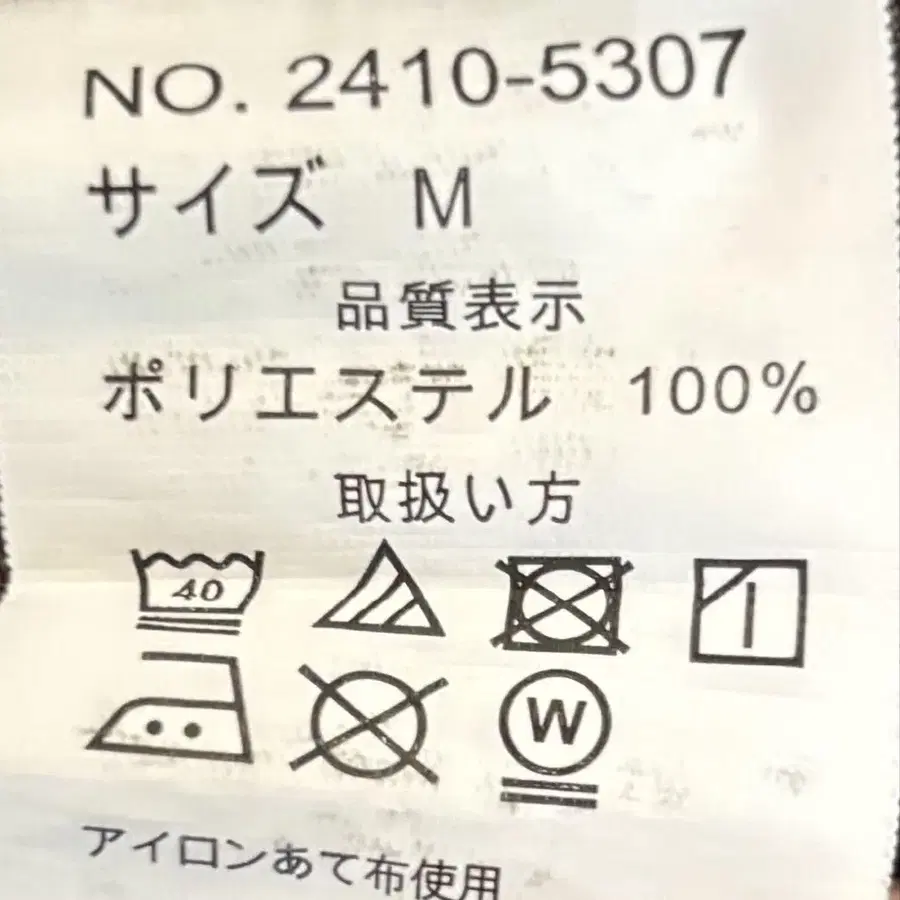 NO. 2410-5307
サイズ M
品質表示
ポリエステル 100%
取扱い方
40
W
アイロンあて布使用